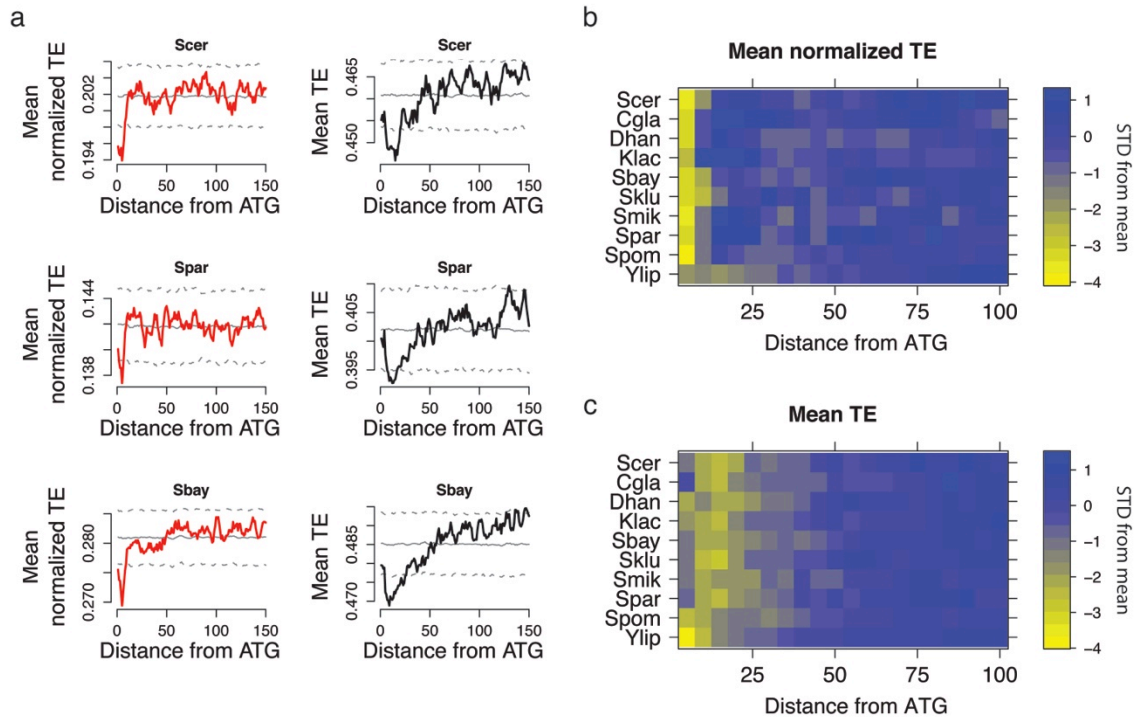 a
Scer
Mean
normalized TE
0.202
0.194
0 50 100 150
Distance from ATG
Scer
Mean TE
0.465
0.450
0 50 100 150
Distance from ATG
Spar
Mean
normalized TE
0.144
0.138
0 50 100 150
Distance from ATG
Spar
Mean TE
0.405
0.395
0 50 100 150
Distance from ATG
Sbay
Mean
normalized TE
0.280
0.270
0 50 100 150
Distance from ATG
Sbay
Mean TE
0.485
0.470
0 50 100 150
Distance from ATG
b
Mean normalized TE
Scer
Cgla
Dhan
Klac
Sbay
Sklu
Smik
Spar
Spom
Ylip
25 50 75 100
Distance from ATG
1
0
−1
−2
−3
−4
STD from mean
c
Mean TE
Scer
Cgla
Dhan
Klac
Sbay
Sklu
Smik
Spar
Spom
Ylip
25 50 75 100
Distance from ATG
1
0
−1
−2
−3
−4
STD from mean